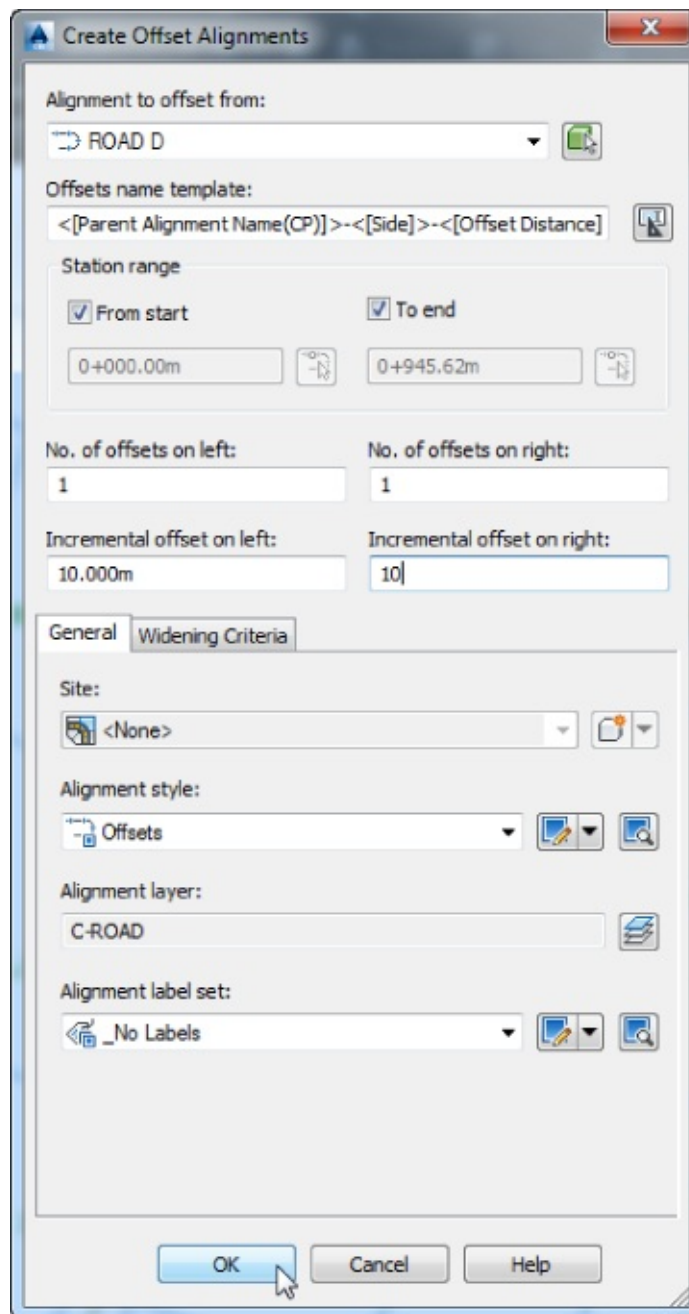 Create Offset Alignments
Alignment to offset from:
ROAD D
Offsets name template:
<[Parent Alignment Name(CP)]>-<[Side]>-<[Offset Distance]
Station range
From start
To end
0+000.00m
0+945.62m
No. of offsets on left:
No. of offsets on right:
1
1
Incremental offset on left:
Incremental offset on right:
10.000m
10
General
Widening Criteria
Site:
<None>
Alignment style:
Offsets
Alignment layer:
C-ROAD
Alignment label set:
_No Labels
OK
Cancel
Help